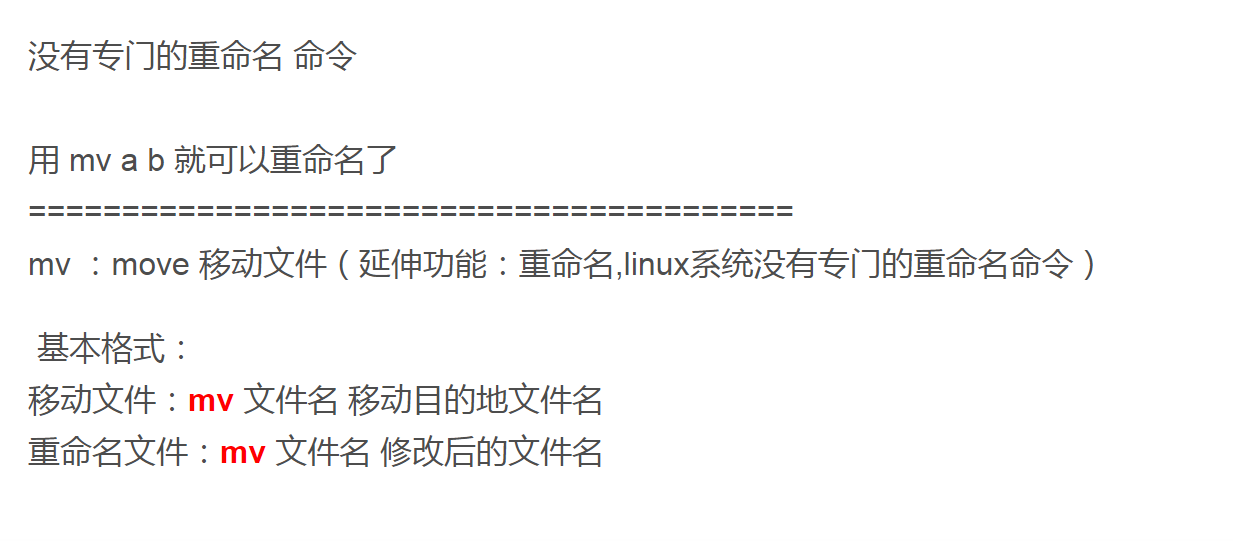 没有专门的重命名 命令
用 mv a b 就可以重命名了
=========================================
mv ：move 移动文件（延伸功能：重命名,linux系统没有专门的重命名命令）
基本格式：
移动文件：mv 文件名 移动目的地文件名
重命名文件：mv 文件名 修改后的文件名